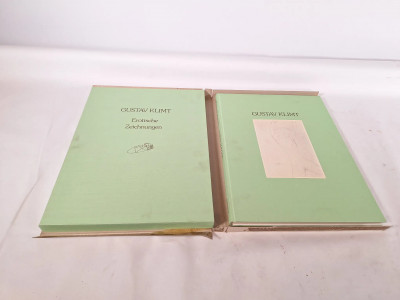 GUSTAV KLIMT
Erotische
Zeichnungen
GUSTAV KLIMT